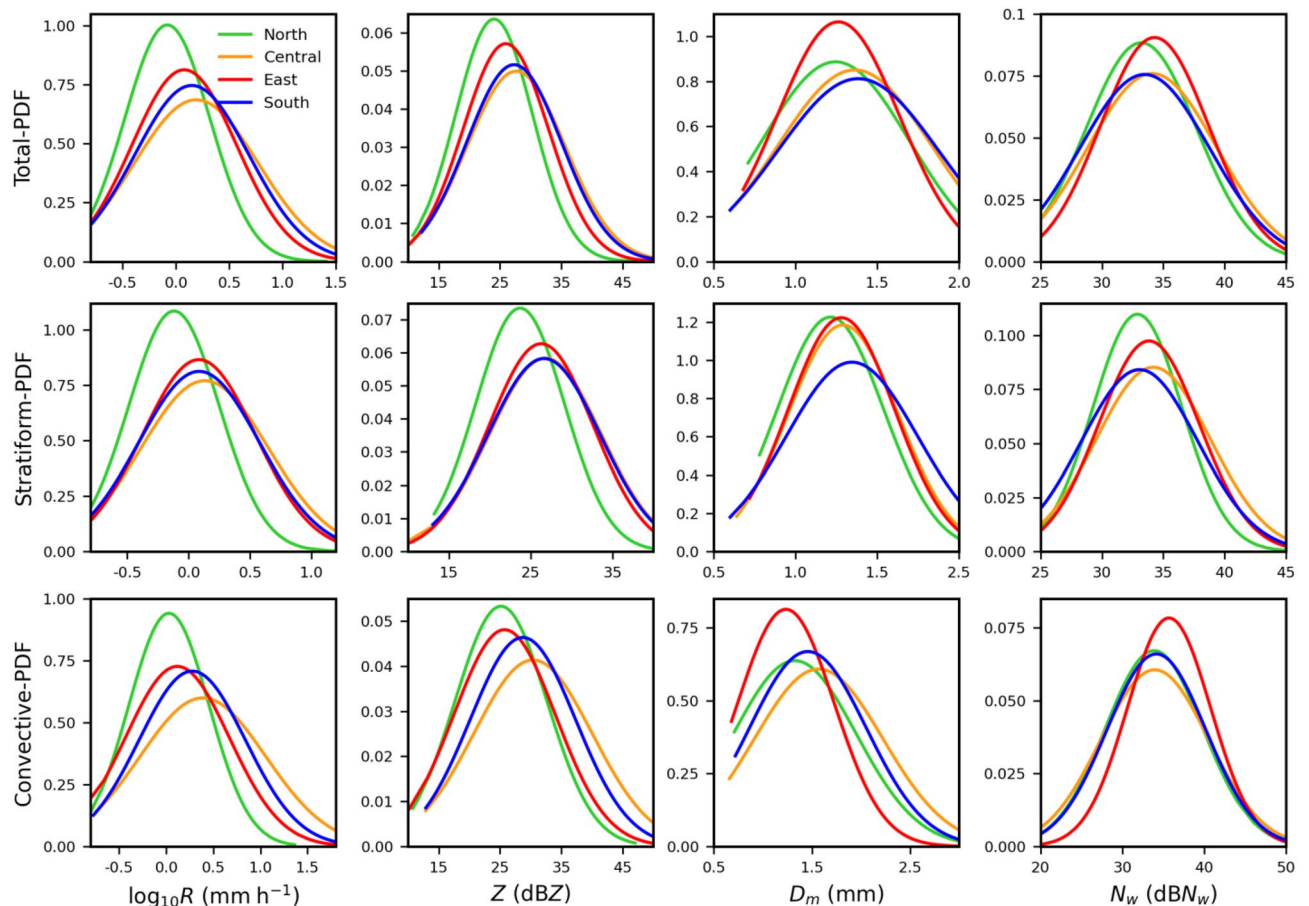 Total-PDF
1.00
0.75
0.50
0.25
0.00
-0.5 0.0 0.5 1.0 1.5
North
Central
East
South
0.06
0.05
0.04
0.03
0.02
0.01
0.00
15 25 35 45
1.0
0.8
0.6
0.4
0.2
0.0
0.5 1.0 1.5 2.0
0.1
0.075
0.05
0.025
0
25 30 35 40 45
Stratiform-PDF
1.00
0.75
0.50
0.25
0.00
-0.5 0.0 0.5 1.0
0.07
0.06
0.05
0.04
0.03
0.02
0.01
0.00
15 25 35
1.2
1.0
0.8
0.6
0.4
0.2
0.0
0.5 1.0 1.5 2.5
0.100
0.075
0.050
0.025
0.000
25 30 35 40 45
Convective-PDF
1.00
0.75
0.50
0.25
0.00
-0.5 0.0 0.5 1.0 1.5
log₁₀R (mm h⁻¹)
0.05
0.04
0.03
0.02
0.01
0.00
15 25 35 45
Z (dBZ)
0.75
0.50
0.25
0.00
0.5 1.5 2.5
Dₘ (mm)
0.075
0.050
0.025
0.000
20 30 40 50
N_w (dBN_w)